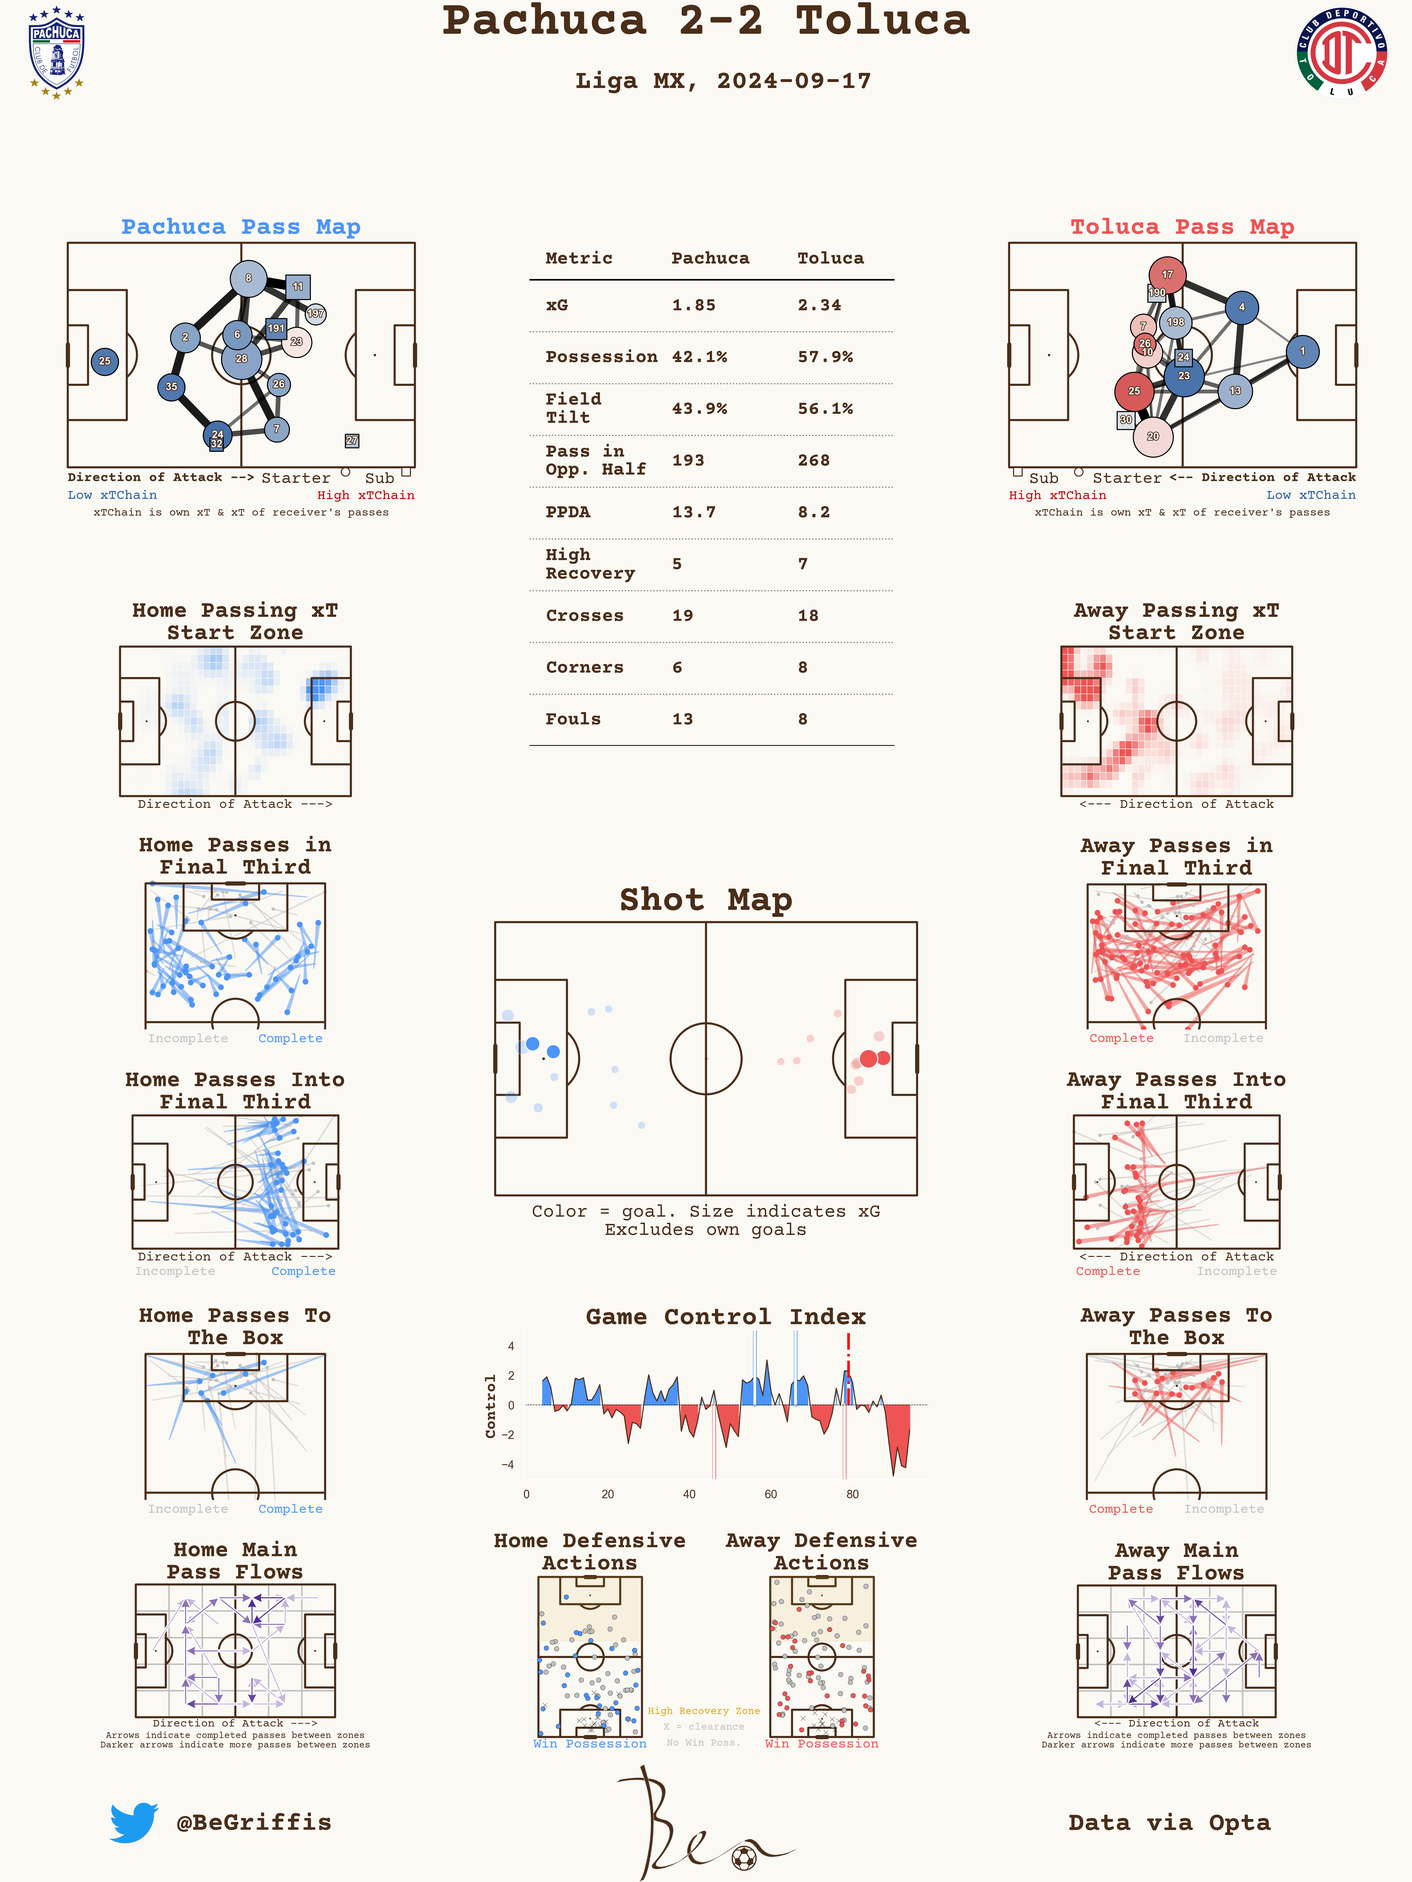 Pachuca 2-2 Toluca
Liga MX, 2024-09-17
PACHUCA
CLUB DE FUTBOL
CLUB DEPORTIVO
TOLUCA
Pachuca Pass Map
8
11
197
2
6
191
23
28
25
35
26
24
32
7
27
Direction of Attack -->
Starter
Sub
Low xTChain
High xTChain
xTChain is own xT & xT of receiver's passes
Metric Pachuca Toluca
xG 1.85 2.34
Possession 42.1% 57.9%
Field
Tilt 43.9% 56.1%
Pass in
Opp. Half 193 268
PPDA 13.7 8.2
High
Recovery 5 7
Crosses 19 18
Corners 6 8
Fouls 13 8
Toluca Pass Map
17
190
4
7
198
26
10
24
1
23
25
13
30
20
Sub
Starter
<-- Direction of Attack
High xTChain
Low xTChain
xTChain is own xT & xT of receiver's passes
Home Passing xT
Start Zone
Direction of Attack --->
Away Passing xT
Start Zone
<--- Direction of Attack
Home Passes in
Final Third
Incomplete
Complete
Away Passes in
Final Third
Complete
Incomplete
Shot Map
Color = goal. Size indicates xG
Excludes own goals
Home Passes Into
Final Third
Direction of Attack --->
Incomplete
Complete
Away Passes Into
Final Third
<--- Direction of Attack
Complete
Incomplete
Home Passes To
The Box
Incomplete
Complete
Game Control Index
Control
4
2
0
−2
−4
0 20 40 60 80
Away Passes To
The Box
Complete
Incomplete
Home Main
Pass Flows
Direction of Attack --->
Arrows indicate completed passes between zones
Darker arrows indicate more passes between zones
Home Defensive
Actions
Win Possession
High Recovery Zone
X = clearance
No Win Poss.
Away Defensive
Actions
Win Possession
Away Main
Pass Flows
<--- Direction of Attack
Arrows indicate completed passes between zones
Darker arrows indicate more passes between zones
@BeGriffis
Ben
Data via Opta